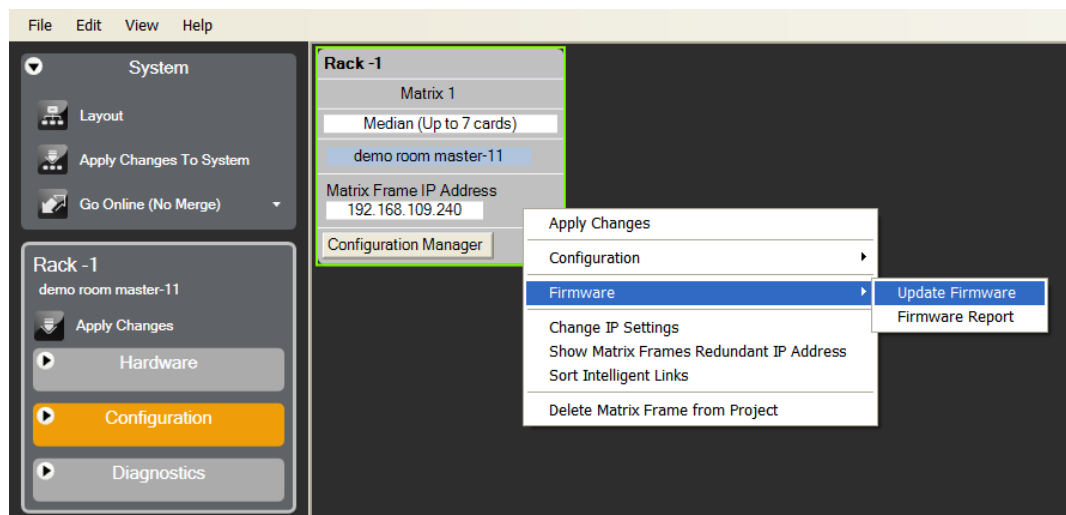 File Edit View Help
System
Layout
Apply Changes To System
Go Online (No Merge)
Rack -1
demo room master-11
Apply Changes
Hardware
Configuration
Diagnostics
Rack -1
Matrix 1
Median (Up to 7 cards)
demo room master-11
Matrix Frame IP Address
192.168.109.240
Configuration Manager
Apply Changes
Configuration
Firmware
Change IP Settings
Show Matrix Frames Redundant IP Address
Sort Intelligent Links
Delete Matrix Frame from Project
Update Firmware
Firmware Report